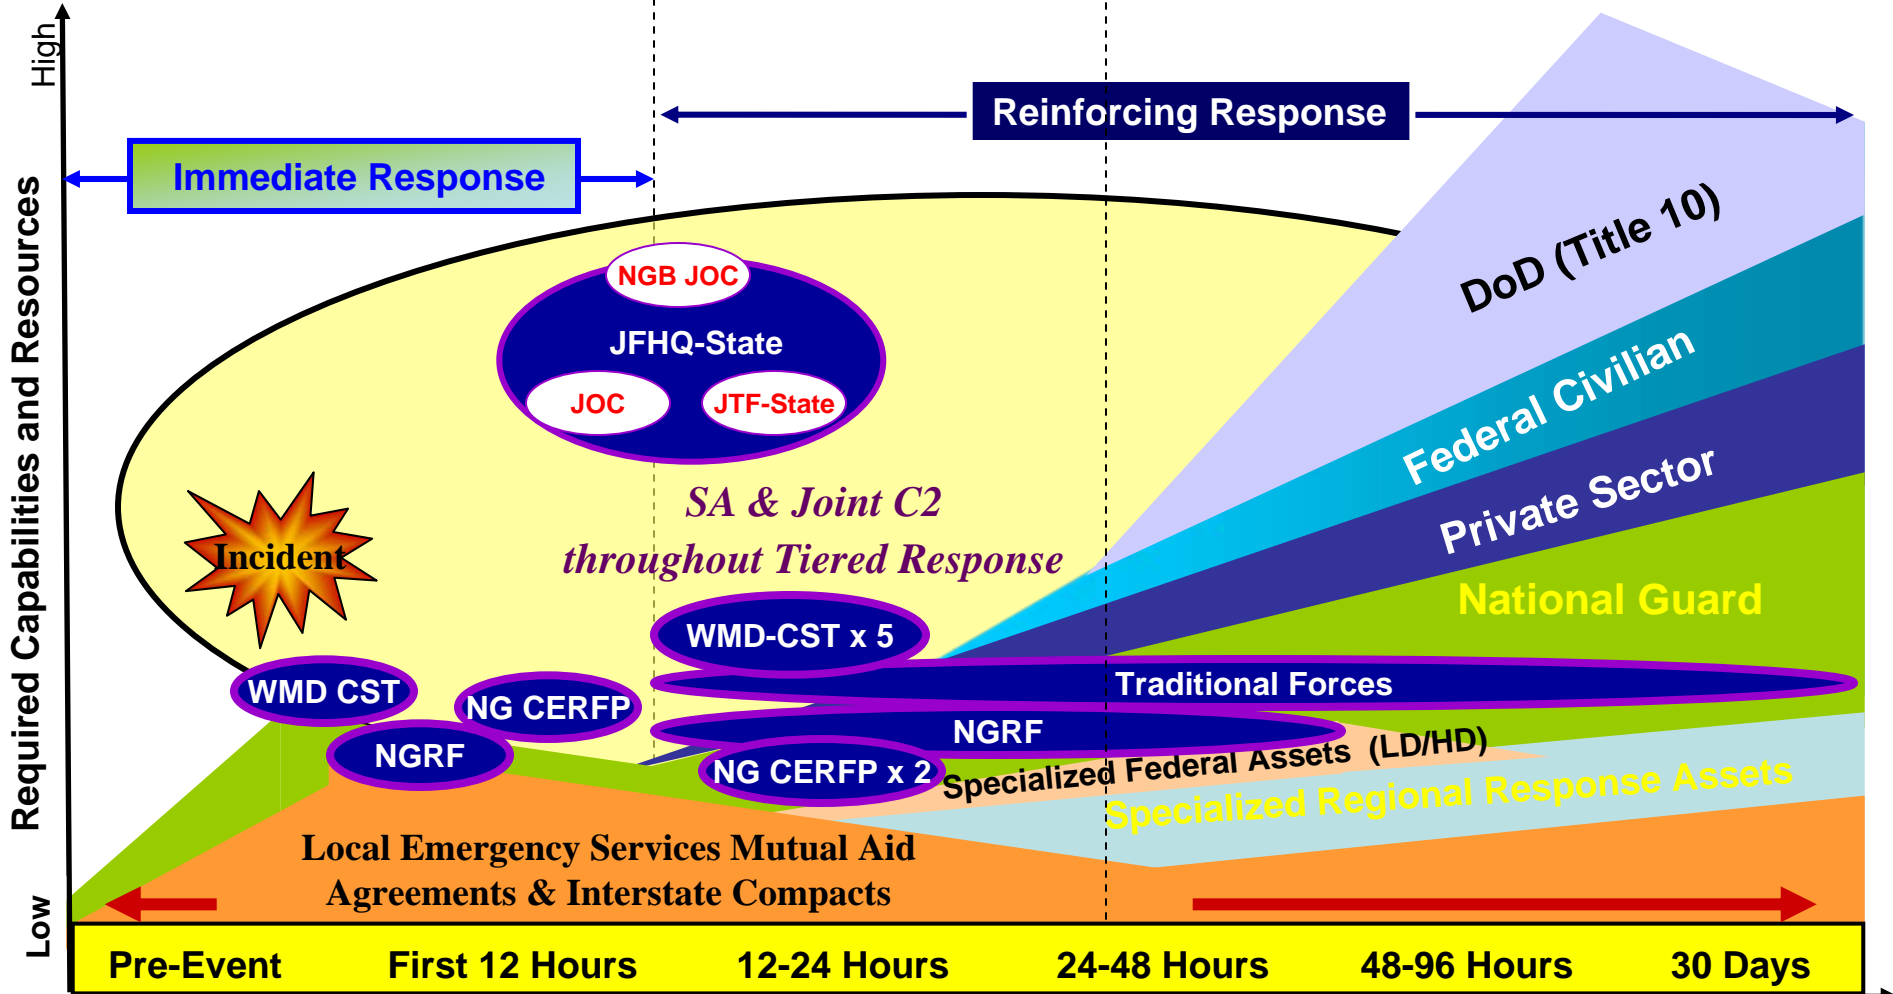 High
Required Capabilities and Resources
Low
Reinforcing Response
Immediate Response
NGB JOC
JFHQ-State
JOC
JTF-State
DoD (Title 10)
Federal Civilian
Private Sector
National Guard
SA & Joint C2
throughout Tiered Response
Incident
WMD-CST x 5
WMD CST
NG CERFP
Traditional Forces
NGRF
NGRF
NG CERFP x 2
Specialized Federal Assets (LD/HD)
Specialized Regional Response Assets
Local Emergency Services Mutual Aid
Agreements & Interstate Compacts
Pre-Event
First 12 Hours
12-24 Hours
24-48 Hours
48-96 Hours
30 Days